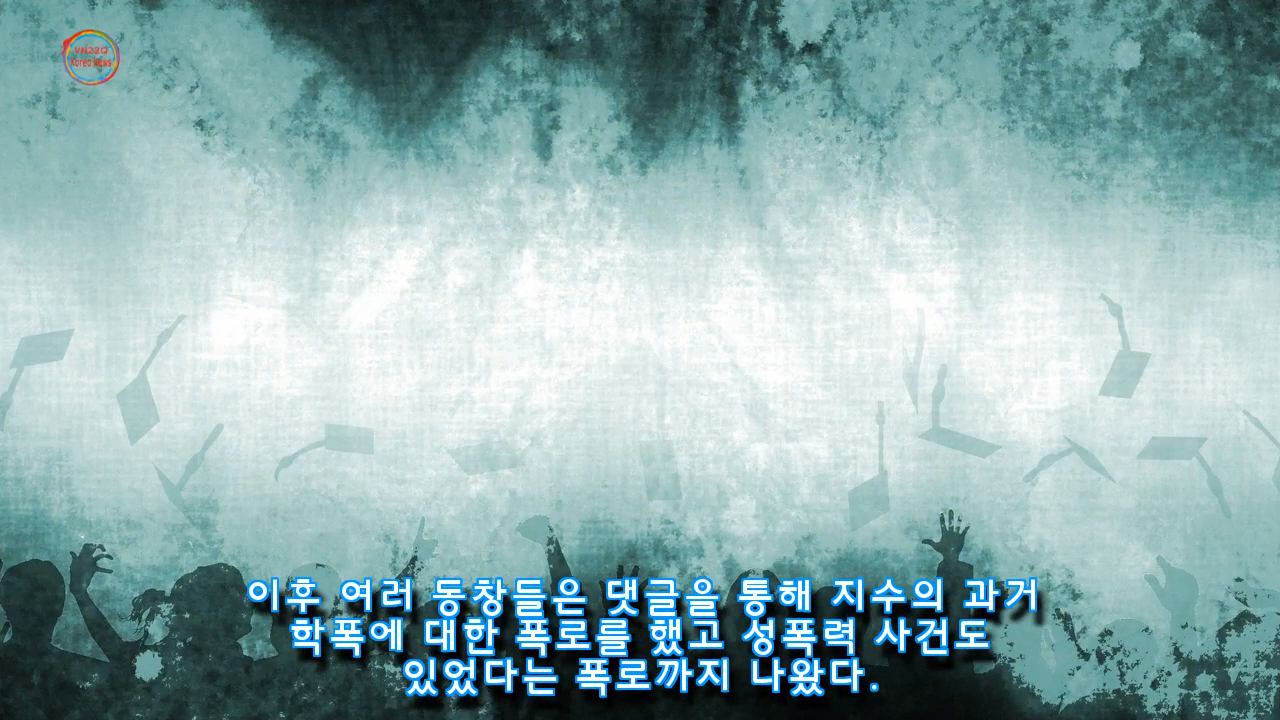 Korea News
이후 여러 동창들은 댓글을 통해 지수의 과거
학폭에 대한 폭로를 했고 성폭력 사건도
있었다는 폭로까지 나왔다.